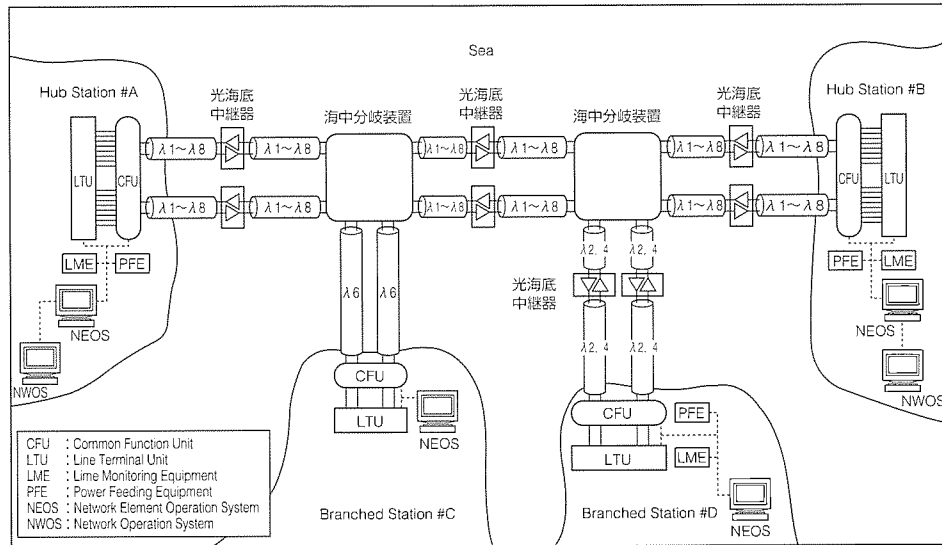 Sea
Hub Station #A
Hub Station #B
光海底
中継器
光海底
中継器
光海底
中継器
海中分岐装置
海中分岐装置
LTU
CFU
λ1～λ8
λ1～λ8
λ1～λ8
λ1～λ8
λ1～λ8
λ1～λ8
CFU
LTU
λ1～λ8
λ1～λ8
λ1～λ8
λ1～λ8
λ1～λ8
λ1～λ8
LME
PFE
PFE
LME
λ2, 4
λ2, 4
光海底
中継器
λ6
λ6
λ2, 4
λ2, 4
NEOS
NWOS
NEOS
NWOS
CFU
LTU
NEOS
CFU
LTU
PFE
LME
NEOS
Branched Station #C
Branched Station #D
CFU : Common Function Unit
LTU : Line Terminal Unit
LME : Lime Monitoring Equipment
PFE : Power Feeding Equipment
NEOS : Network Element Operation System
NWOS : Network Operation System